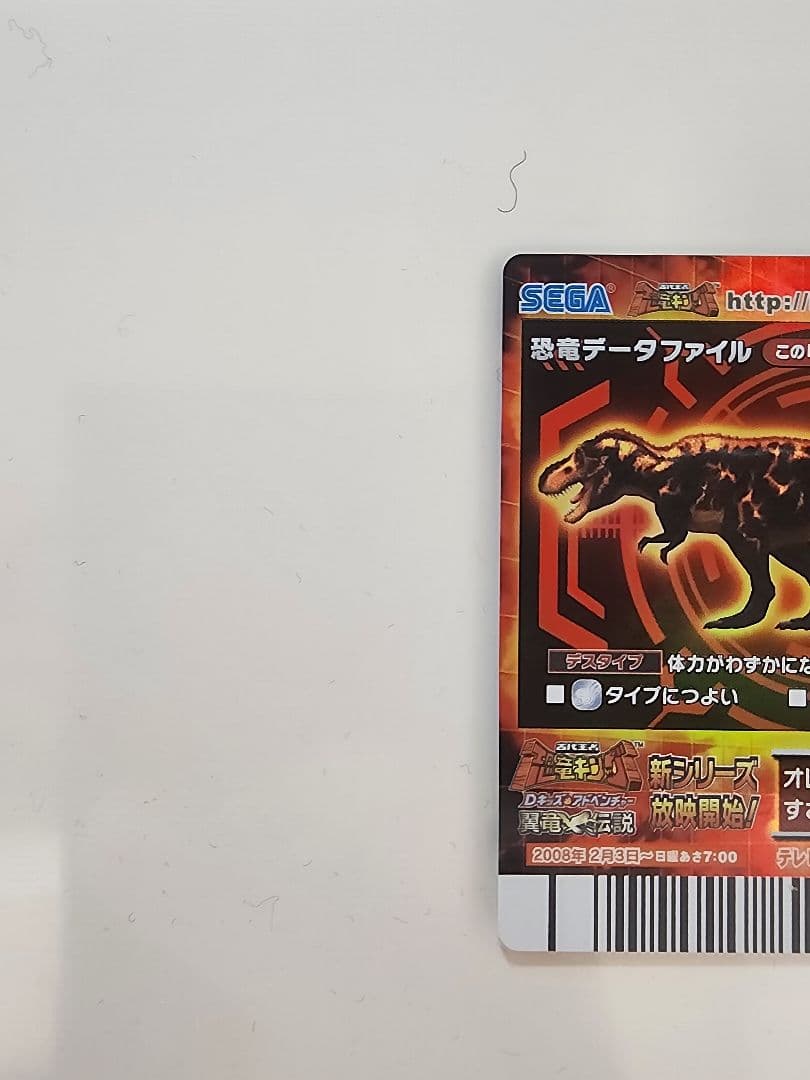 SEGA® 古代王者 恐竜キング http://
恐竜データファイル この
デスタイプ 体力がわずかにな
タイプにつよい
古代王者 恐竜キング™ 新シリーズ
Dキッズ・アドベンチャー 放映開始!
翼竜伝説
オ
すさ
2008年 2月3日〜日曜あさ7:00 テレ